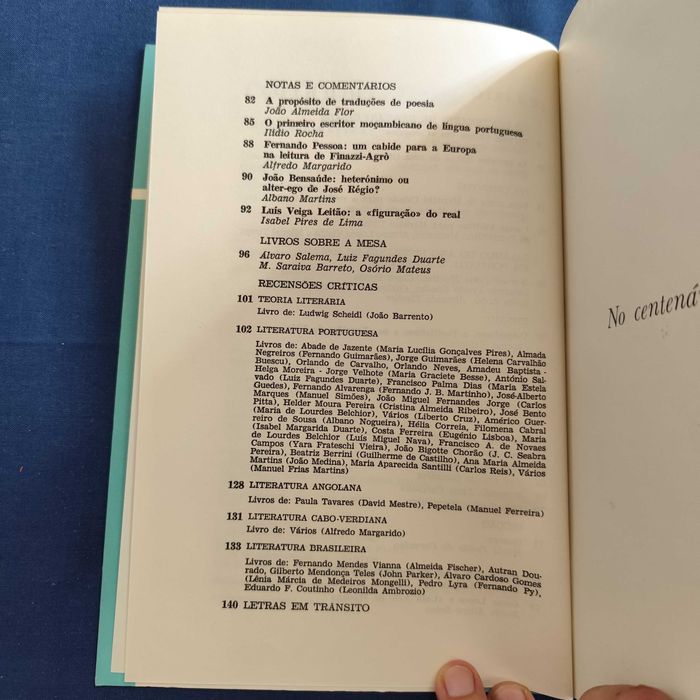 NOTAS E COMENTÁRIOS
82 A propósito de traduções de poesia
João Almeida Flor
85 O primeiro escritor moçambicano de língua portuguesa
Ilídio Rocha
88 Fernando Pessoa: um cabide para a Europa
na leitura de Finazzi-Agrò
Alfredo Margarido
90 João Bensaúde: heterónimo ou
alter-ego de José Régio?
Albano Martins
92 Luís Veiga Leitão: a «figuração» do real
Isabel Pires de Lima
LIVROS SOBRE A MESA
96 Álvaro Salema, Luiz Fagundes Duarte
M. Saraiva Barreto, Osório Mateus
RECENSÕES CRÍTICAS
101 TEORIA LITERÁRIA
Livro de: Ludwig Scheidl (João Barrento)
102 LITERATURA PORTUGUESA
Livros de: Abade de Jazente (Maria Lucília Gonçalves Pires), Almada
Negreiros (Fernando Guimarães), Jorge Guimarães (Helena Carvalhão
Buescu), Orlando de Carvalho, Orlando Neves, Amadeu Baptista -
Helga Moreira - Jorge Velhote (Maria Graciete Besse), António Sal-
vado (Luiz Fagundes Duarte), Francisco Palma Dias (Maria Estela
Guedes), Fernando Alvarenga (Fernando J. B. Martinho), José-Alberto
Marques (Manuel Simões), João Miguel Fernandes Jorge (Carlos
Pitta), Helder Moura Pereira (Cristina Almeida Ribeiro), José Bento
(Maria de Lourdes Belchior), Vários (Liberto Cruz), Américo Guer-
reiro de Sousa (Albano Nogueira), Hélia Correia, Filomena Cabral
(Isabel Margarida Duarte), Costa Ferreira (Eugénio Lisboa), Maria
de Lourdes Belchior (Luís Miguel Nava), Francisco A. de Novaes
Campos (Yara Frateschi Vieira), João Bigotte Chorão (J. C. Seabra
Pereira), Beatriz Berrini (Guilherme de Castilho), Ana Maria Almeida
Martins (João Medina), Maria Aparecida Santilli (Carlos Reis), Vários
(Manuel Frias Martins)
128 LITERATURA ANGOLANA
Livros de: Paula Tavares (David Mestre), Pepetela (Manuel Ferreira)
131 LITERATURA CABO-VERDIANA
Livro de: Vários (Alfredo Margarido)
133 LITERATURA BRASILEIRA
Livros de: Fernando Mendes Vianna (Almeida Fischer), Autran Dou-
rado, Gilberto Mendonça Teles (John Parker), Álvaro Cardoso Gomes
(Lênia Márcia de Medeiros Mongelli), Pedro Lyra (Fernando Py),
Eduardo F. Coutinho (Leonilda Ambrozio)
140 LETRAS EM TRÂNSITO
No centená